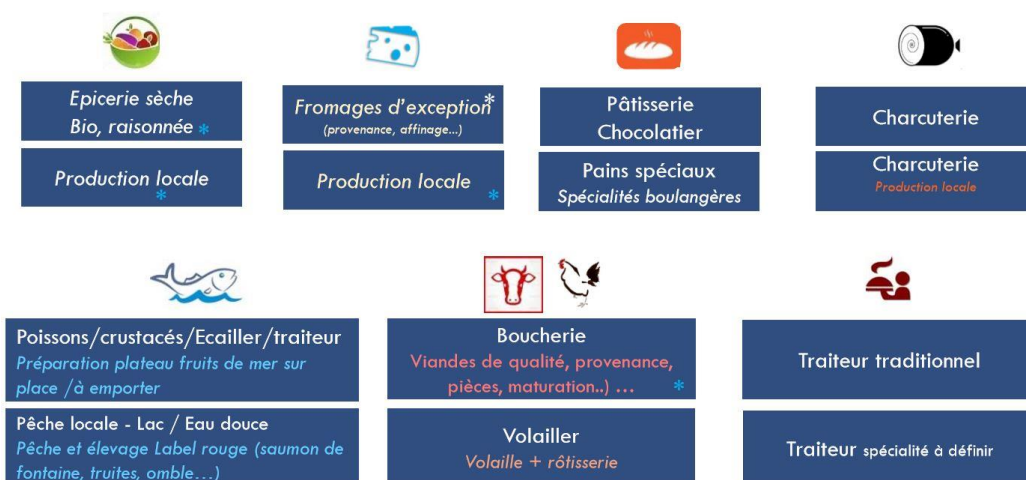 Epicerie sèche
Bio, raisonnée *
Production locale
*
Fromages d'exception*
(provenance, affinage...)
Production locale *
Pâtisserie
Chocolatier
Pains spéciaux
Spécialités boulangères
Charcuterie
Charcuterie
Production locale
Poissons/crustacés/Ecailler/traiteur
Préparation plateau fruits de mer sur
place /à emporter
Pêche locale - Lac / Eau douce
Pêche et élevage Label rouge (saumon de
fontaine, truites, omble...)
Boucherie
Viandes de qualité, provenance,
pièces, maturation..) ... *
Volailler
Volaille + rôtisserie
Traiteur traditionnel
Traiteur spécialité à définir